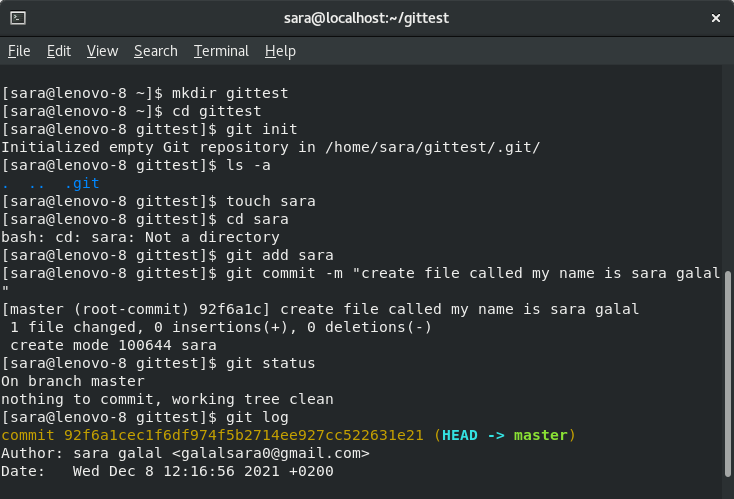 sara@localhost:~/gittest
File Edit View Search Terminal Help
[sara@lenovo-8 ~]$ mkdir gittest
[sara@lenovo-8 ~]$ cd gittest
[sara@lenovo-8 gittest]$ git init
Initialized empty Git repository in /home/sara/gittest/.git/
[sara@lenovo-8 gittest]$ ls -a
.  ..  .git
[sara@lenovo-8 gittest]$ touch sara
[sara@lenovo-8 gittest]$ cd sara
bash: cd: sara: Not a directory
[sara@lenovo-8 gittest]$ git add sara
[sara@lenovo-8 gittest]$ git commit -m "create file called my name is sara galal
"
[master (root-commit) 92f6a1c] create file called my name is sara galal
 1 file changed, 0 insertions(+), 0 deletions(-)
 create mode 100644 sara
[sara@lenovo-8 gittest]$ git status
On branch master
nothing to commit, working tree clean
[sara@lenovo-8 gittest]$ git log
commit 92f6a1cec1f6df974f5b2714ee927cc522631e21 (HEAD -> master)
Author: sara galal <galalsara0@gmail.com>
Date:   Wed Dec 8 12:16:56 2021 +0200